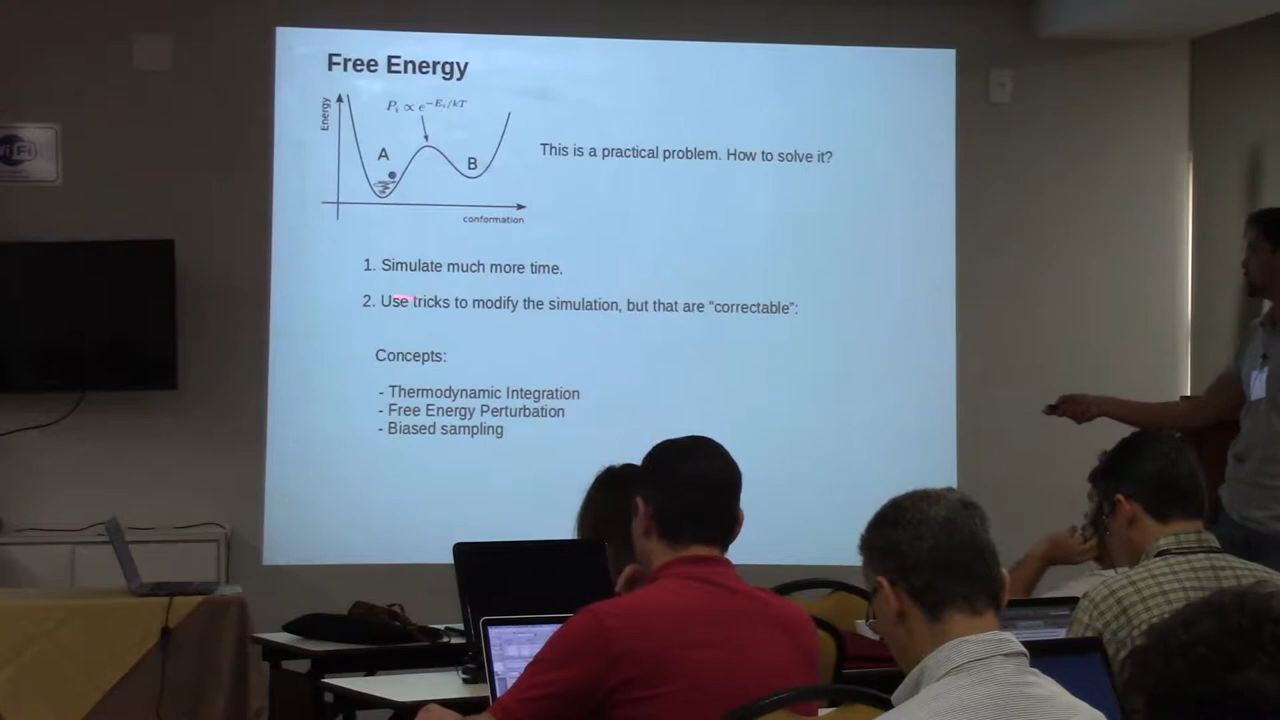 Free Energy
Energy
P_i ∝ e^{-E_i/kT}
A
B
conformation
This is a practical problem. How to solve it?
1. Simulate much more time.
2. Use tricks to modify the simulation, but that are “correctable”:
Concepts:
- Thermodynamic Integration
- Free Energy Perturbation
- Biased sampling
WiFi